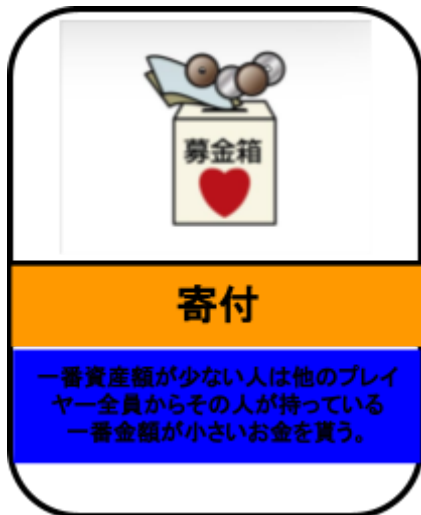 募金箱
寄付
一番資産額が少ない人は他のプレイ
ヤー全員からその人が持っている
一番金額が小さいお金を貰う。